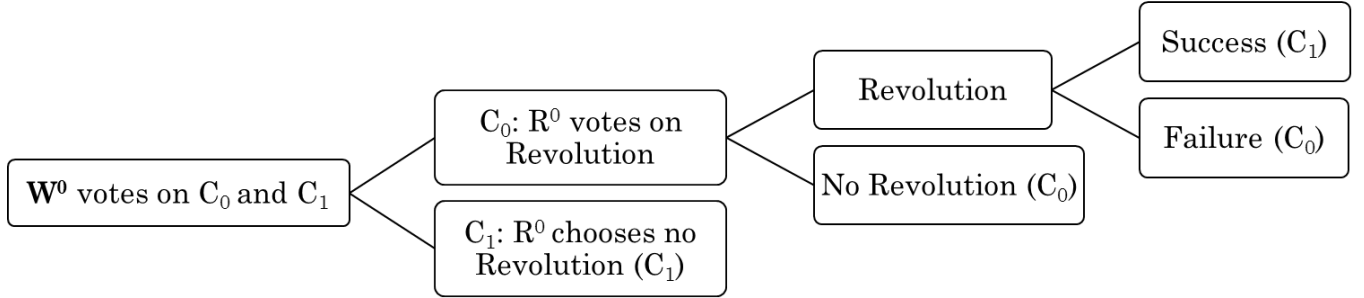 W⁰ votes on C₀ and C₁
C₀: R⁰ votes on
Revolution
C₁: R⁰ chooses no
Revolution (C₁)
Revolution
No Revolution (C₀)
Success (C₁)
Failure (C₀)